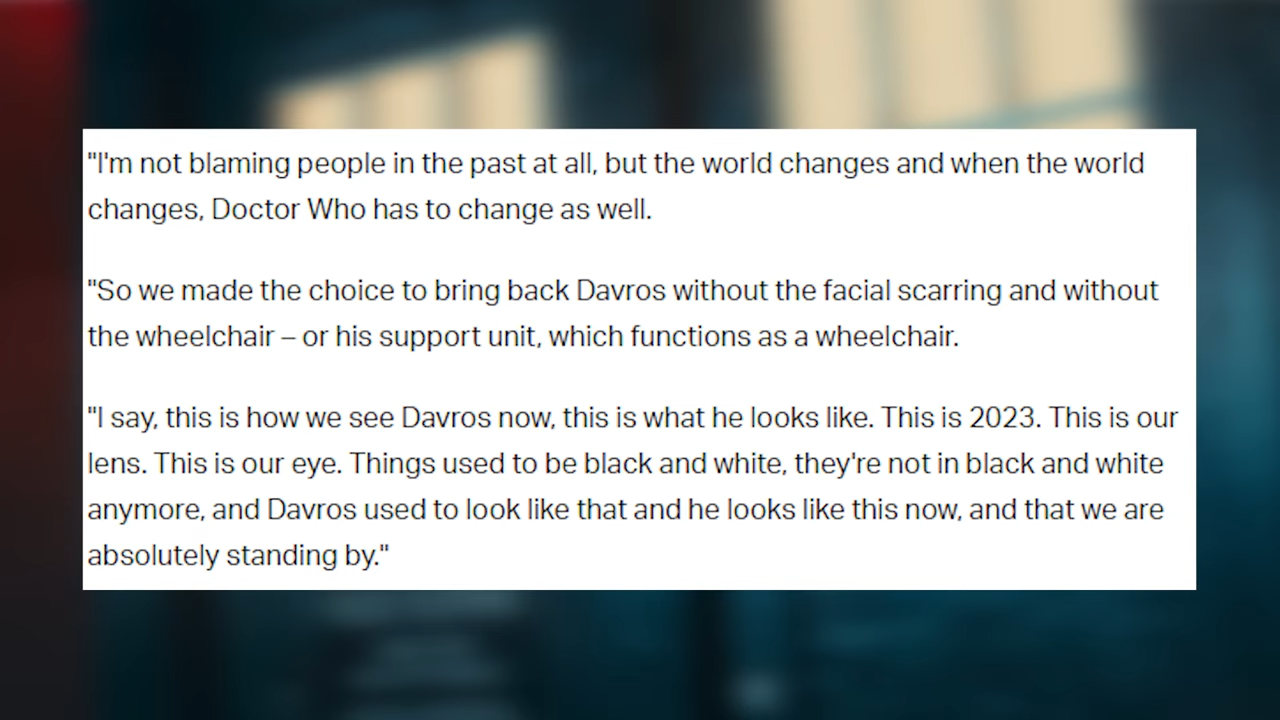 "I'm not blaming people in the past at all, but the world changes and when the world
changes, Doctor Who has to change as well.
"So we made the choice to bring back Davros without the facial scarring and without
the wheelchair – or his support unit, which functions as a wheelchair.
"I say, this is how we see Davros now, this is what he looks like. This is 2023. This is our
lens. This is our eye. Things used to be black and white, they're not in black and white
anymore, and Davros used to look like that and he looks like this now, and that we are
absolutely standing by."